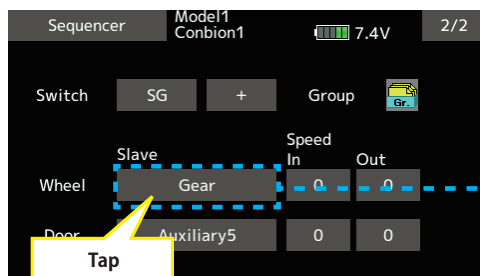 Sequencer
Model1
Conbion1
7.4V
2/2
Switch
SG
+
Group
Gr.
Slave
Speed
In
Out
Wheel
Gear
0
0
Door
Auxiliary5
0
0
Tap